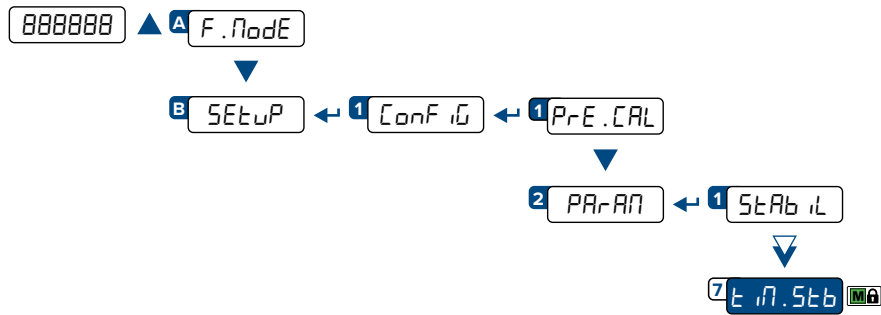 888888 A F.ModE
B SEtuP 1 ConFiG 1 PrE.CAL
2 PArAM 1 StAbiL
7 tiM.Stb M